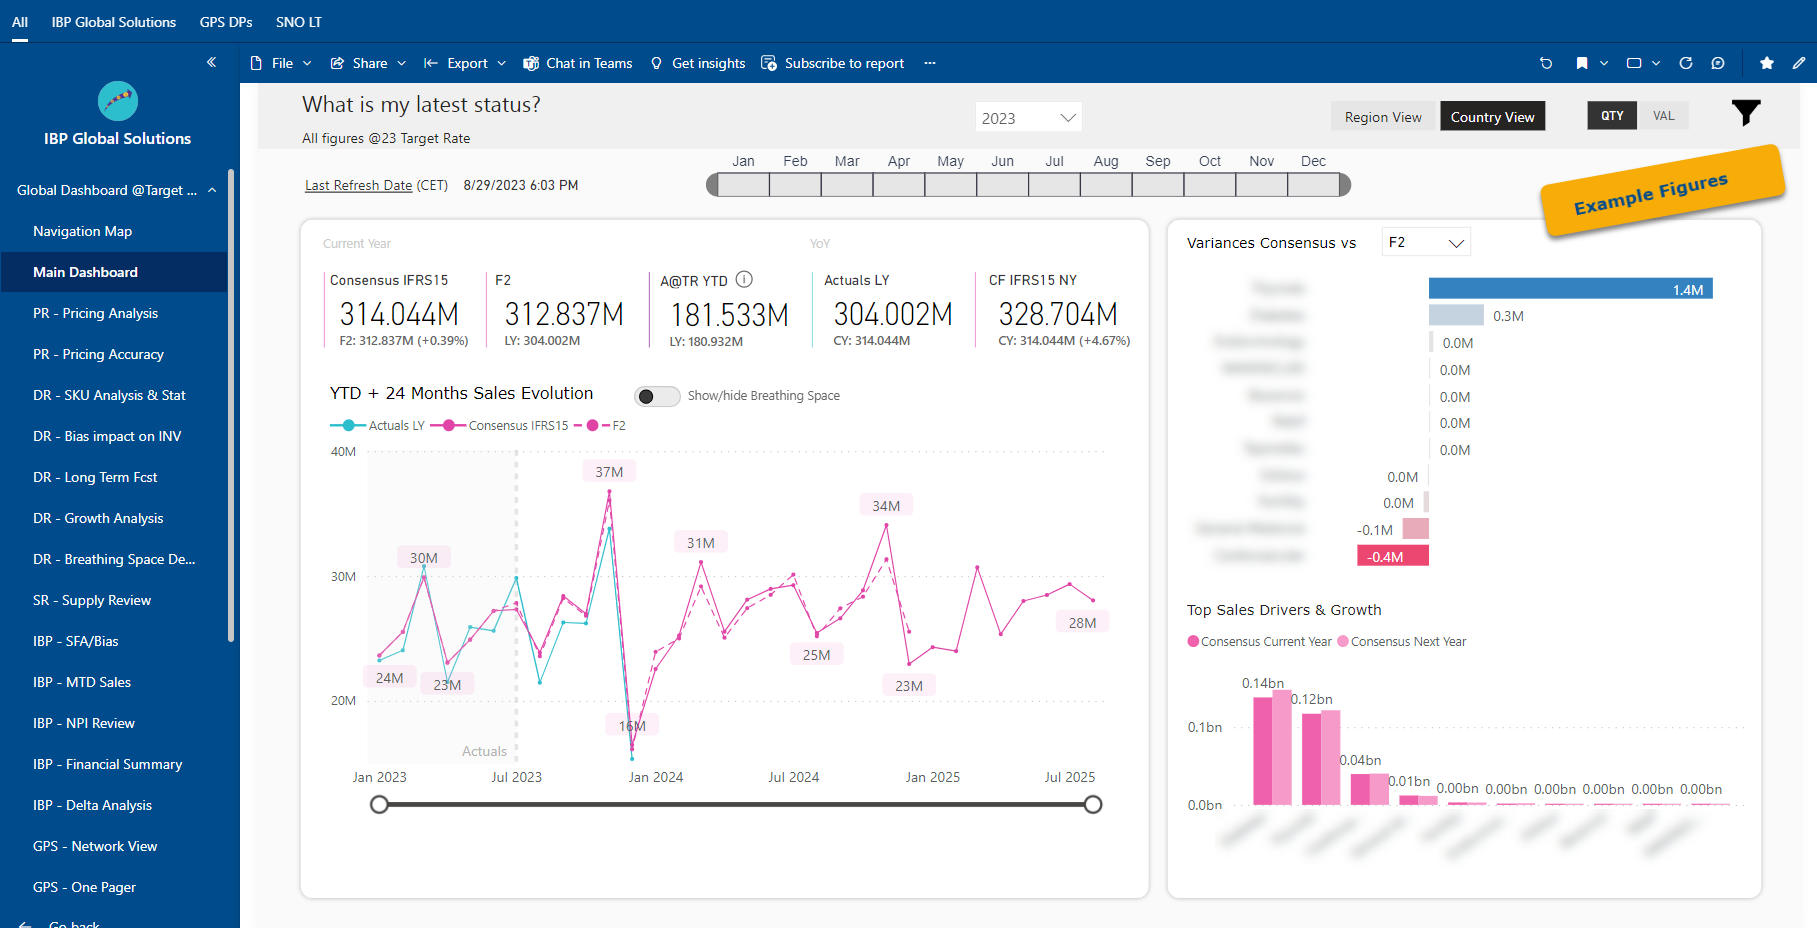 All IBP Global Solutions GPS DPs SNO LT
File Share Export Chat in Teams Get insights Subscribe to report ...
IBP Global Solutions
Global Dashboard @Target ...
Navigation Map
Main Dashboard
PR - Pricing Analysis
PR - Pricing Accuracy
DR - SKU Analysis & Stat
DR - Bias impact on INV
DR - Long Term Fcst
DR - Growth Analysis
DR - Breathing Space De...
SR - Supply Review
IBP - SFA/Bias
IBP - MTD Sales
IBP - NPI Review
IBP - Financial Summary
IBP - Delta Analysis
GPS - Network View
GPS - One Pager
Go back
What is my latest status?
All figures @23 Target Rate
2023
Region View Country View
QTY VAL
Last Refresh Date (CET) 8/29/2023 6:03 PM
Jan Feb Mar Apr May Jun Jul Aug Sep Oct Nov Dec
Example Figures
Current Year YoY
Consensus IFRS15
314.044M
F2: 312.837M (+0.39%)
F2
312.837M
LY: 304.002M
A@TR YTD
181.533M
LY: 180.932M
Actuals LY
304.002M
CY: 314.044M
CF IFRS15 NY
328.704M
CY: 314.044M (+4.67%)
YTD + 24 Months Sales Evolution
Show/hide Breathing Space
Actuals LY Consensus IFRS15 F2
40M
30M
20M
30M
24M
23M
37M
16M
31M
25M
34M
23M
28M
Actuals
Jan 2023 Jul 2023 Jan 2024 Jul 2024 Jan 2025 Jul 2025
Variances Consensus vs F2
1.4M
0.3M
0.0M
0.0M
0.0M
0.0M
0.0M
0.0M
0.0M
-0.1M
-0.4M
Top Sales Drivers & Growth
Consensus Current Year Consensus Next Year
0.1bn
0.0bn
0.14bn 0.12bn 0.04bn 0.01bn 0.00bn 0.00bn 0.00bn 0.00bn 0.00bn 0.00bn